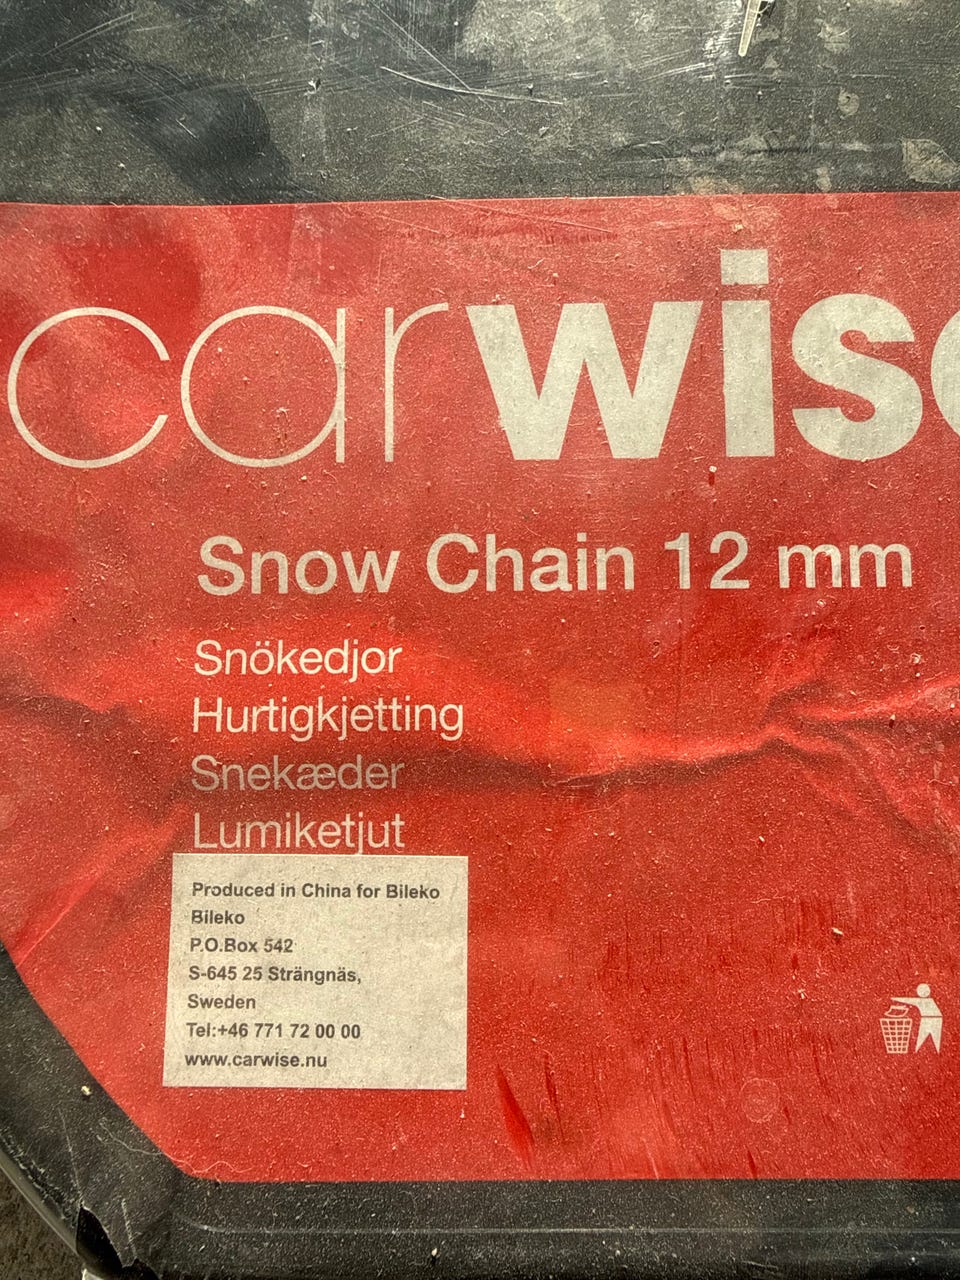 carwise
Snow Chain 12 mm
Snökedjor
Hurtigkjetting
Snekæder
Lumiketjut
Produced in China for Bileko
Bileko
P.O.Box 542
S-645 25 Strängnäs,
Sweden
Tel:+46 771 72 00 00
www.carwise.nu